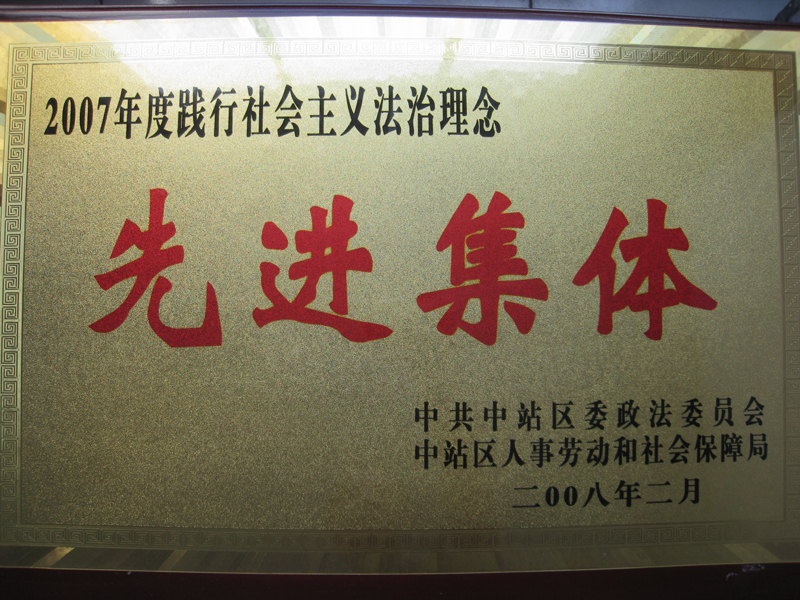 2007年度践行社会主义法治理念
先进集体
中共中站区委政法委员会
中站区人事劳动和社会保障局
二00八年二月